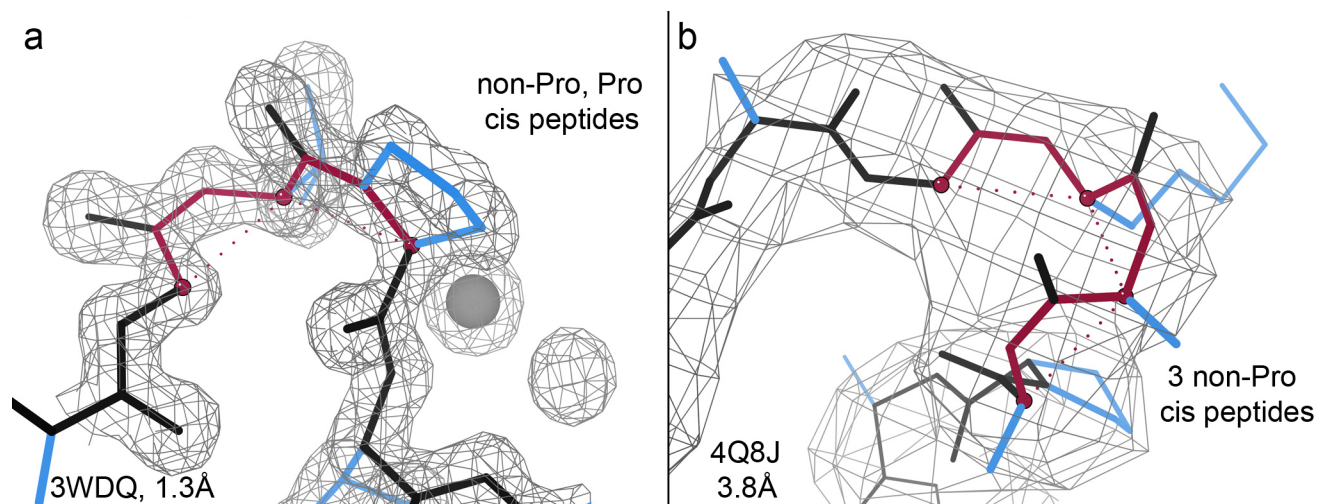 a
non-Pro, Pro
cis peptides
3WDQ, 1.3Å
b
3 non-Pro
cis peptides
4Q8J
3.8Å